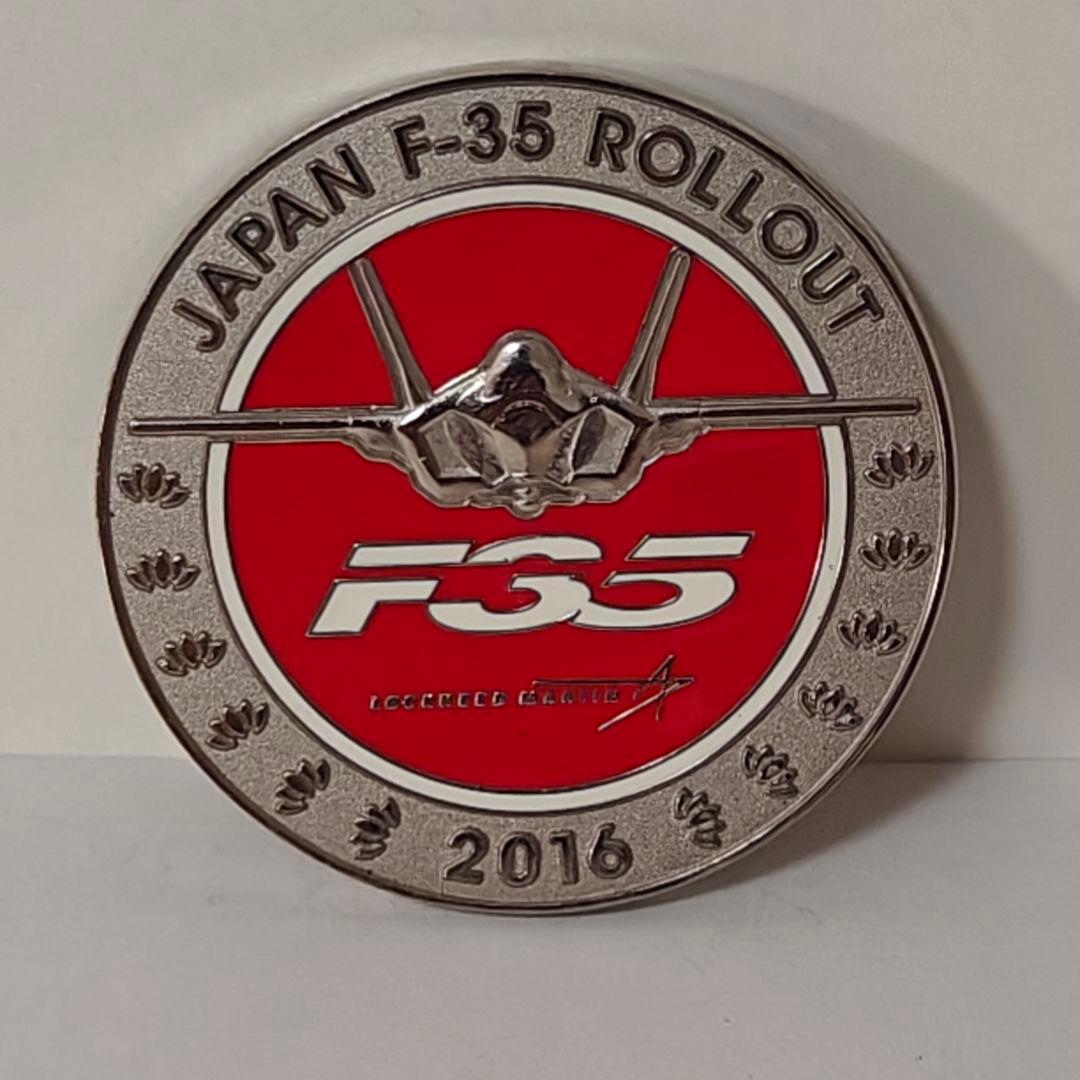 JAPAN F-35 ROLLOUT
F35
LOCKHEED MARTIN
2016